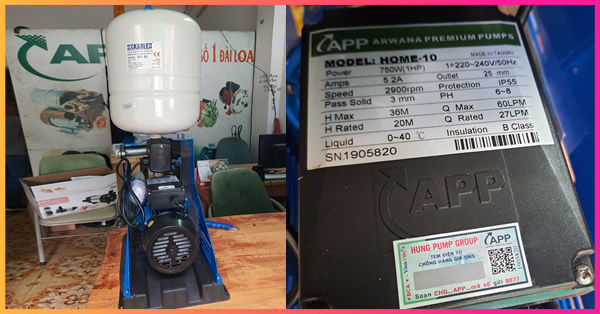 APP
Ố 1 ĐÀI LOA
APP ARWANA PREMIUM PUMPS
MODEL: HOME-10 MADE IN TAIWAN
Power 750W(1HP) 1Φ220~240V/50Hz
Amps 5.2A Outlet 25 mm
Speed 2900rpm Protection IP55
Pass Solid 3 mm PH 6~8
H Max 36M Q Max 60LPM
H Rated 20M Q Rated 27LPM
Liquid 0~40℃ Insulation B Class
SN1905820
APP
HUNG PUMP GROUP APP
TEM ĐIỆN TỬ
CHỐNG HÀNG GIẢ SMS
Soạn CHG...APP...mã số gửi 8077